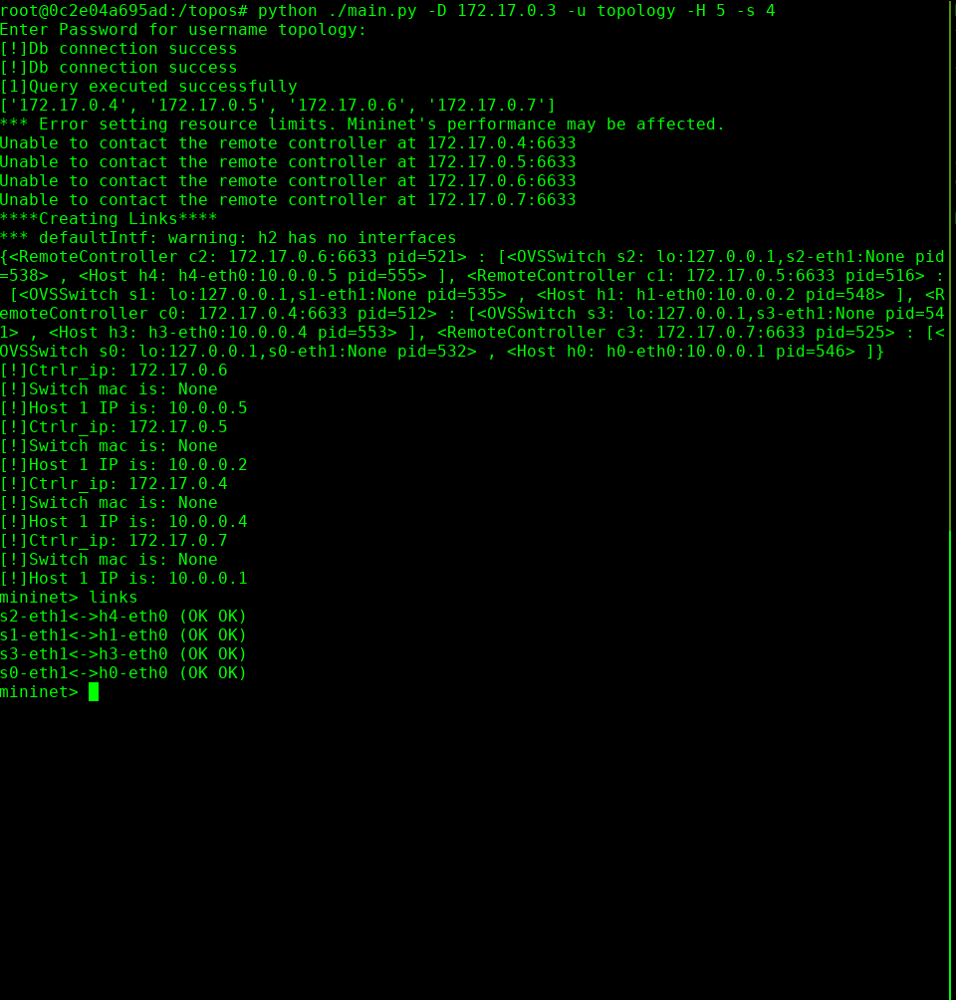 root@0c2e04a695ad:/topos# python ./main.py -D 172.17.0.3 -u topology -H 5 -s 4
Enter Password for username topology:
[!]Db connection success
[!]Db connection success
[1]Query executed successfully
['172.17.0.4', '172.17.0.5', '172.17.0.6', '172.17.0.7']
*** Error setting resource limits. Mininet's performance may be affected.
Unable to contact the remote controller at 172.17.0.4:6633
Unable to contact the remote controller at 172.17.0.5:6633
Unable to contact the remote controller at 172.17.0.6:6633
Unable to contact the remote controller at 172.17.0.7:6633
****Creating Links****
*** defaultIntf: warning: h2 has no interfaces
{<RemoteController c2: 172.17.0.6:6633 pid=521> : [<OVSSwitch s2: lo:127.0.0.1,s2-eth1:None pid
=538> , <Host h4: h4-eth0:10.0.0.5 pid=555> ], <RemoteController c1: 172.17.0.5:6633 pid=516> :
 [<OVSSwitch s1: lo:127.0.0.1,s1-eth1:None pid=535> , <Host h1: h1-eth0:10.0.0.2 pid=548> ], <R
emoteController c0: 172.17.0.4:6633 pid=512> : [<OVSSwitch s3: lo:127.0.0.1,s3-eth1:None pid=54
1> , <Host h3: h3-eth0:10.0.0.4 pid=553> ], <RemoteController c3: 172.17.0.7:6633 pid=525> : [<
OVSSwitch s0: lo:127.0.0.1,s0-eth1:None pid=532> , <Host h0: h0-eth0:10.0.0.1 pid=546> ]}
[!]Ctrlr_ip: 172.17.0.6
[!]Switch mac is: None
[!]Host 1 IP is: 10.0.0.5
[!]Ctrlr_ip: 172.17.0.5
[!]Switch mac is: None
[!]Host 1 IP is: 10.0.0.2
[!]Ctrlr_ip: 172.17.0.4
[!]Switch mac is: None
[!]Host 1 IP is: 10.0.0.4
[!]Ctrlr_ip: 172.17.0.7
[!]Switch mac is: None
[!]Host 1 IP is: 10.0.0.1
mininet> links
s2-eth1<->h4-eth0 (OK OK)
s1-eth1<->h1-eth0 (OK OK)
s3-eth1<->h3-eth0 (OK OK)
s0-eth1<->h0-eth0 (OK OK)
mininet>